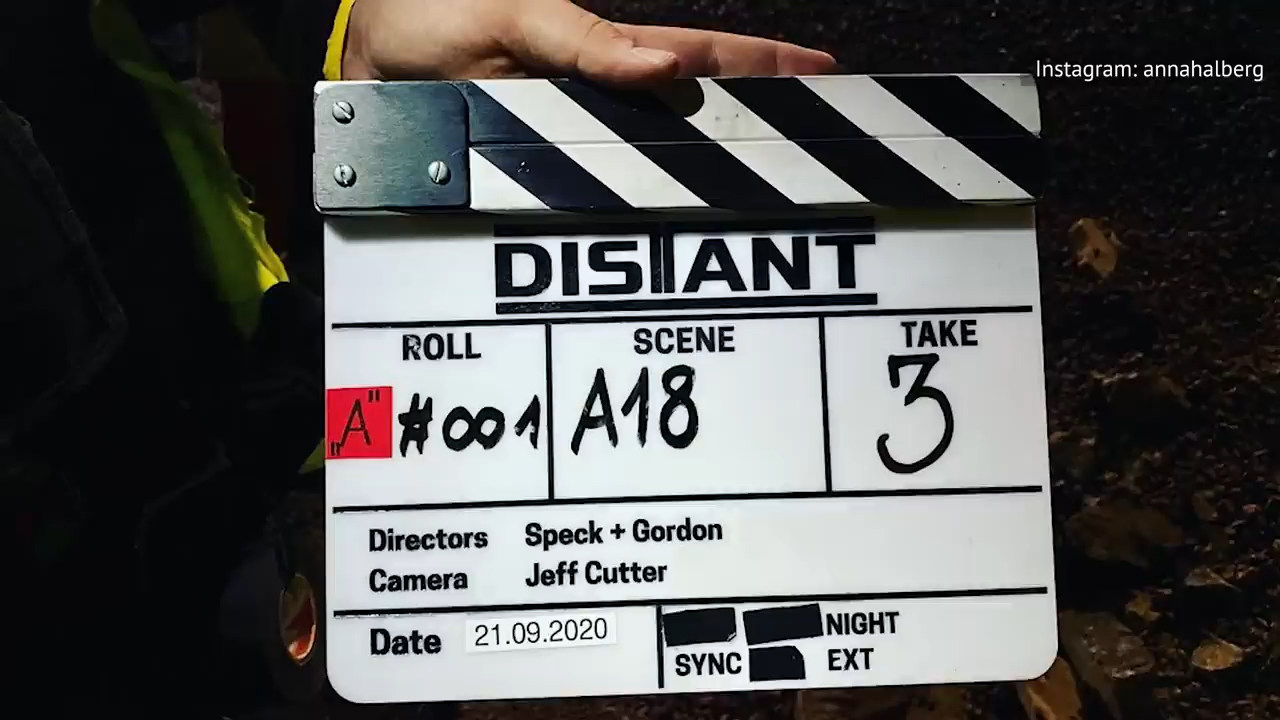 Instagram: annahalberg
DISTANT
ROLL SCENE TAKE
"A" #001 A18 3
Directors Speck + Gordon
Camera Jeff Cutter
Date 21.09.2020
NIGHT
SYNC EXT